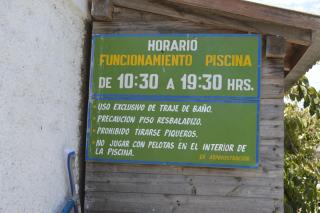 HORARIO
FUNCIONAMIENTO PISCINA
DE 10:30 A 19:30 HRS.
- USO EXCLUSIVO DE TRAJE DE BAÑO.
- PRECAUCION PISO RESBALADIZO.
- PROHIBIDO TIRARSE PIQUEROS.
- NO JUGAR CON PELOTAS EN EL INTERIOR DE
LA PISCINA.
LA ADMINISTRACIÓN